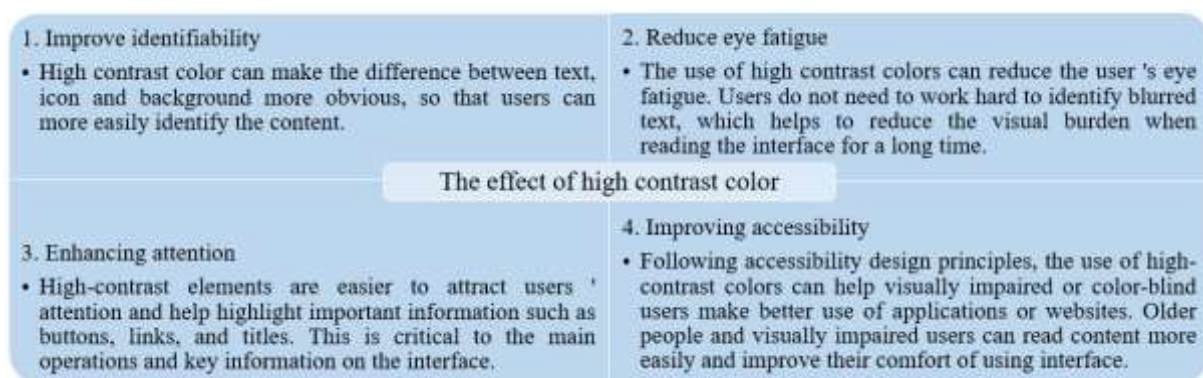 1. Improve identifiability
• High contrast color can make the difference between text,
icon and background more obvious, so that users can
more easily identify the content.
2. Reduce eye fatigue
• The use of high contrast colors can reduce the user 's eye
fatigue. Users do not need to work hard to identify blurred
text, which helps to reduce the visual burden when
reading the interface for a long time.
The effect of high contrast color
3. Enhancing attention
• High-contrast elements are easier to attract users '
attention and help highlight important information such as
buttons, links, and titles. This is critical to the main
operations and key information on the interface.
4. Improving accessibility
• Following accessibility design principles, the use of high-
contrast colors can help visually impaired or color-blind
users make better use of applications or websites. Older
people and visually impaired users can read content more
easily and improve their comfort of using interface.